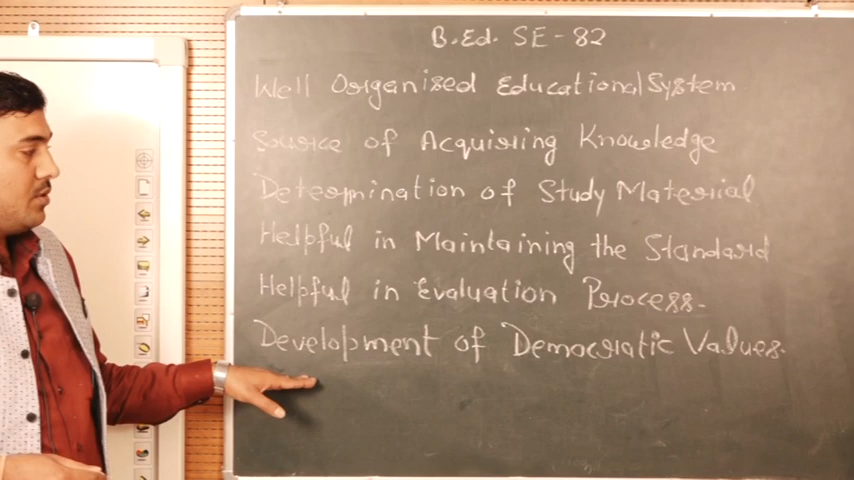 B.Ed. SE-82
Well Organised Educational System
Source of Acquiring Knowledge
Determination of Study Material
Helpful in Maintaining the Standard
Helpful in Evaluation Process.
Development of Democratic Values.